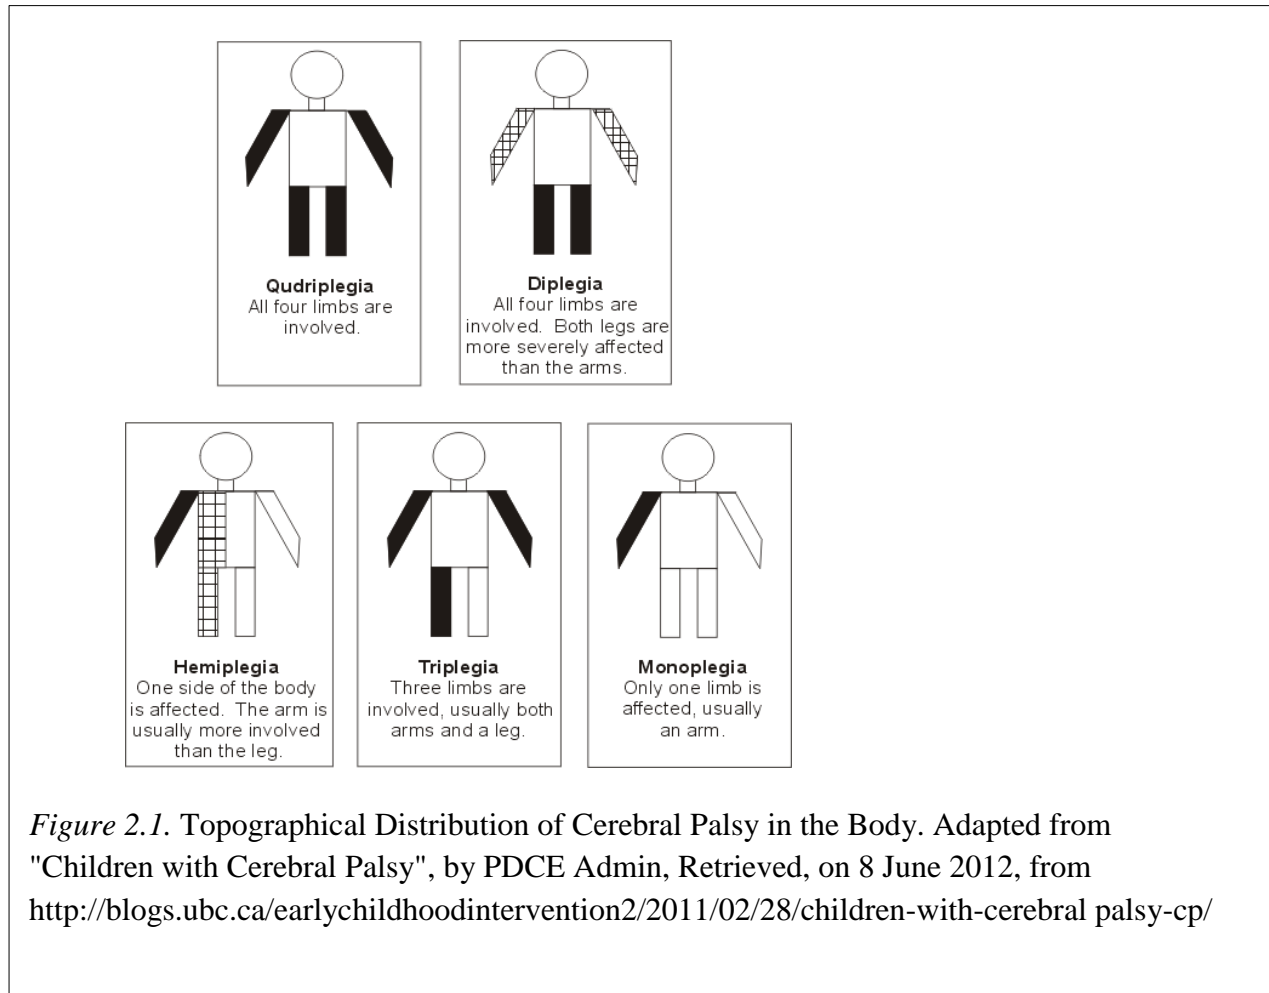 Qudriplegia
All four limbs are
involved.
Diplegia
All four limbs are
involved. Both legs are
more severely affected
than the arms.
Hemiplegia
One side of the body
is affected. The arm is
usually more involved
than the leg.
Triplegia
Three limbs are
involved, usually both
arms and a leg.
Monoplegia
Only one limb is
affected, usually
an arm.
Figure 2.1. Topographical Distribution of Cerebral Palsy in the Body. Adapted from
"Children with Cerebral Palsy", by PDCE Admin, Retrieved, on 8 June 2012, from
http://blogs.ubc.ca/earlychildhoodintervention2/2011/02/28/children-with-cerebral palsy-cp/